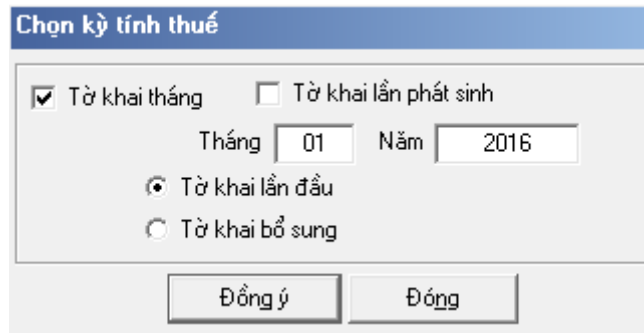 Chọn kỳ tính thuế
Tờ khai tháng Tờ khai lần phát sinh
Tháng 01 Năm 2016
Tờ khai lần đầu
Tờ khai bổ sung
Đồng ý Đóng